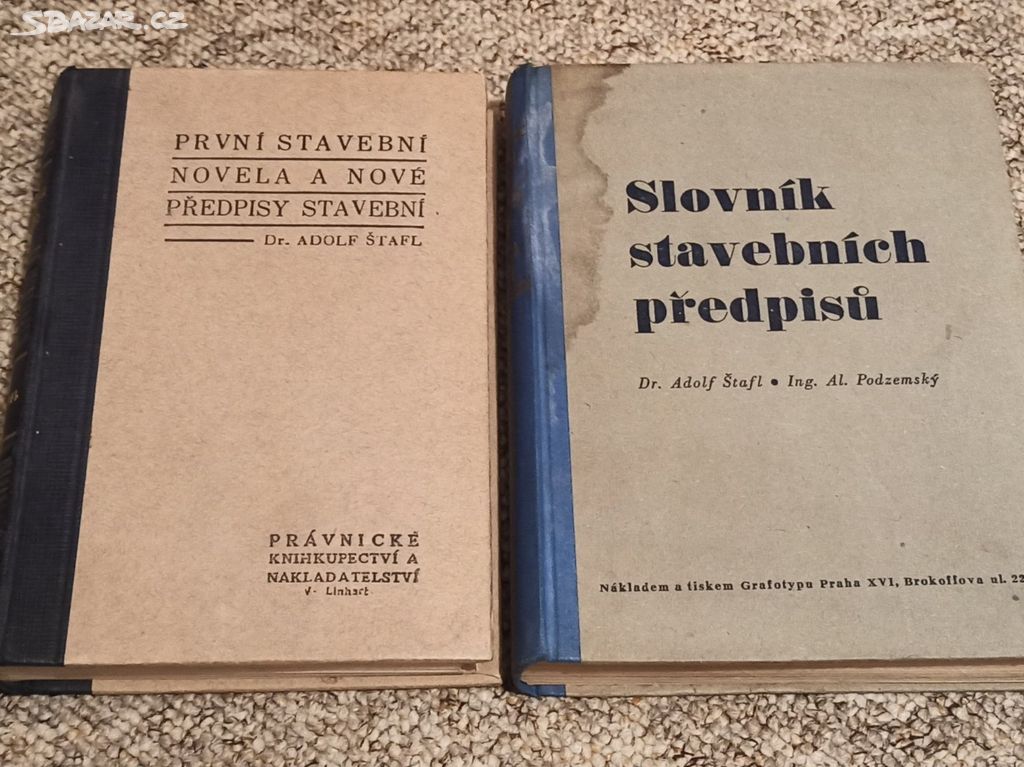 SBAZAR.CZ
PRVNÍ STAVEBNÍ
NOVELA A NOVÉ
PŘEDPISY STAVEBNÍ
Dr. ADOLF ŠTAFL
PRÁVNICKÉ
KNIHKUPECTVÍ A
NAKLADATELSTVÍ
V. Linhart
Slovník
stavebních
předpisů
Dr. Adolf Štafl • Ing. Al. Podzemský
Nákladem a tiskem Grafotypu Praha XVI, Brokoffova ul. 22